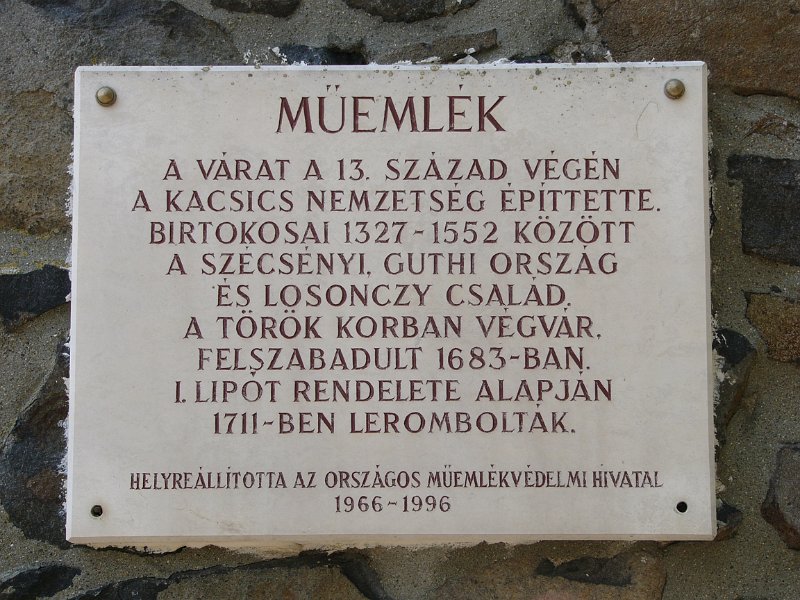 MŰEMLÉK
A VÁRAT A 13. SZÁZAD VÉGÉN
A KACSICS NEMZETSÉG ÉPÍTTETTE.
BIRTOKOSAI 1327-1552 KÖZÖTT
A SZÉCSÉNYI, GUTHI ORSZÁG
ÉS LOSONCZY CSALÁD.
A TÖRÖK KORBAN VÉGVÁR.
FELSZABADULT 1683-BAN.
I. LIPÓT RENDELETE ALAPJÁN
1711-BEN LEROMBOLTÁK.
HELYREÁLLÍTOTTA AZ ORSZÁGOS MŰEMLÉKVÉDELMI HIVATAL
1966-1996